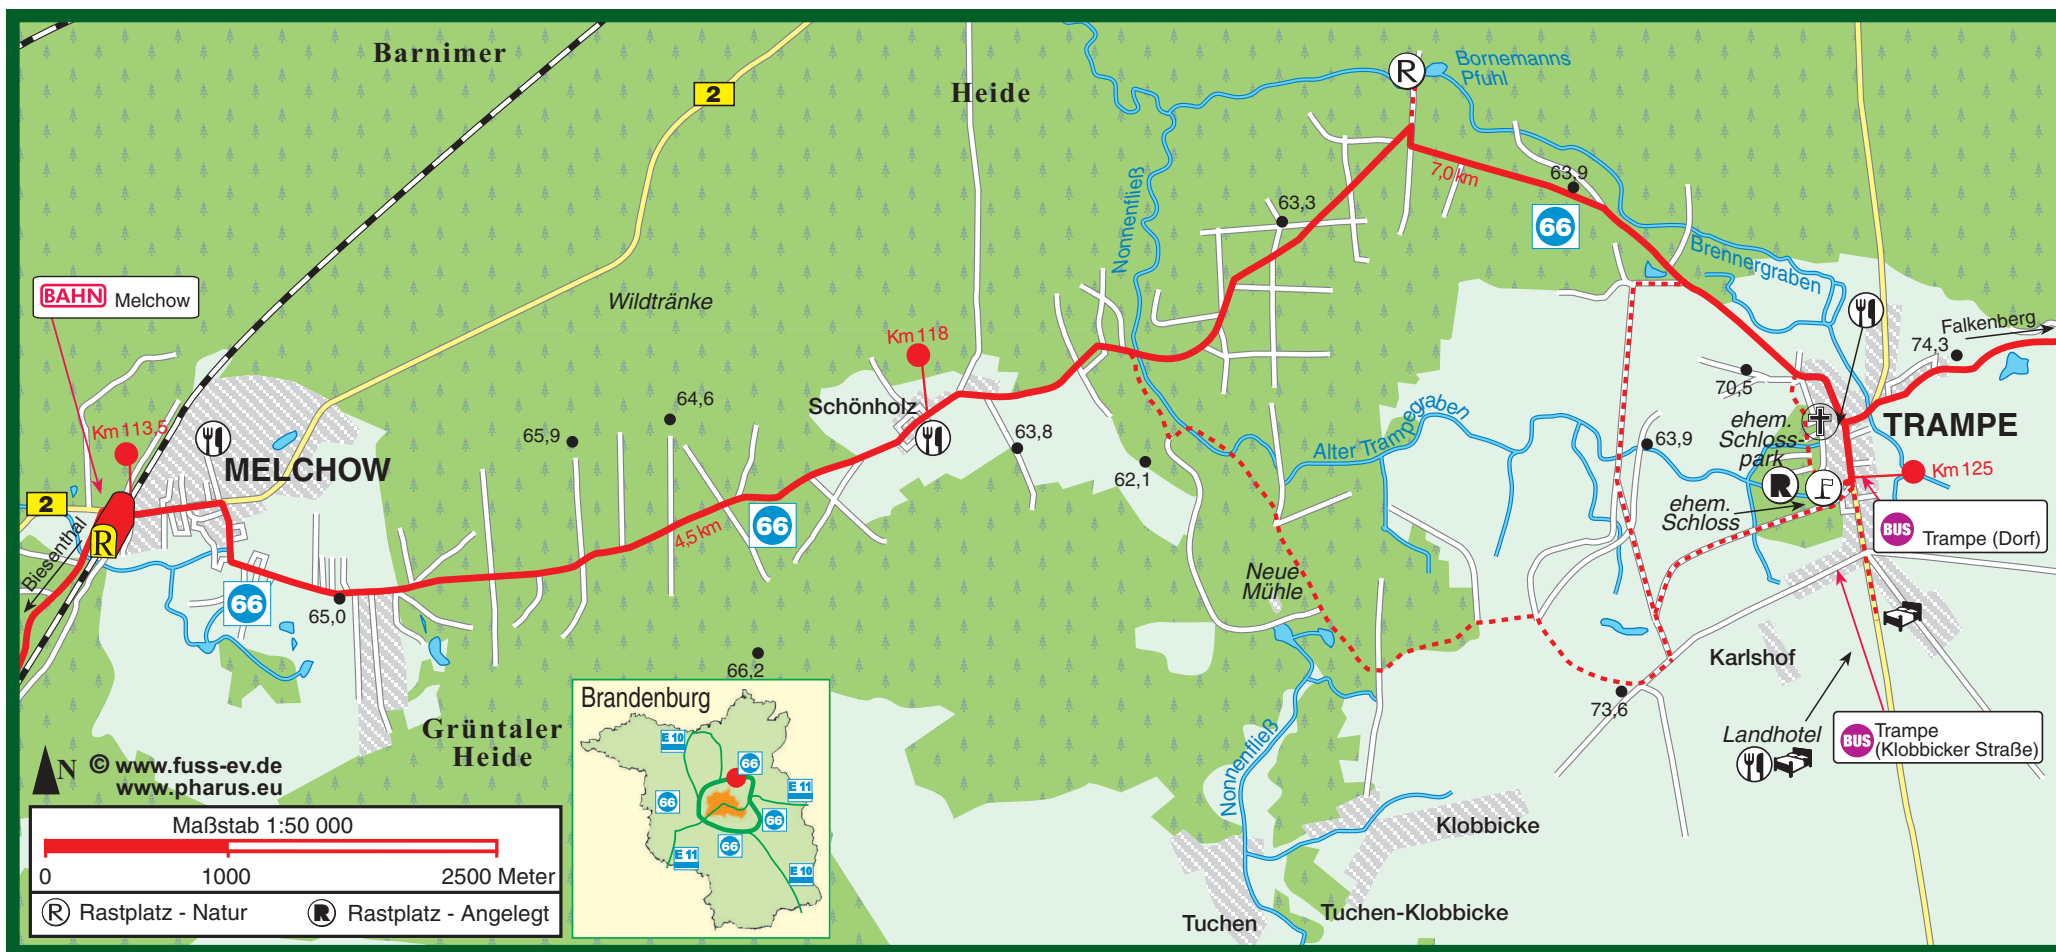 Barnimer
Heide
2
Bornemanns
Pfuhl
R
7,0 km
63,9
63,3
66
Nonnenfließ
Brennergraben
BAHN Melchow
Wildtränke
Km 118
Falkenberg
74,3
70,5
Km 113,5
64,6
65,9
Schönholz
63,8
62,1
Alter Trampegraben
63,9
ehem.
Schloss-
park
TRAMPE
MELCHOW
Km 125
2
R
Biesenthal
4,5 km
66
R
ehem.
Schloss
BUS Trampe (Dorf)
66
65,0
Neue
Mühle
66,2
Karlshof
73,6
Landhotel
BUS Trampe
(Klobbicker Straße)
Grüntaler
Heide
Nonnenfließ
Brandenburg
E 10
66
E 11
66
66
66
E 11
E 10
N © www.fuss-ev.de
www.pharus.eu
Maßstab 1:50 000
0 1000 2500 Meter
R Rastplatz - Natur R Rastplatz - Angelegt
Klobbicke
Tuchen-Klobbicke
Tuchen